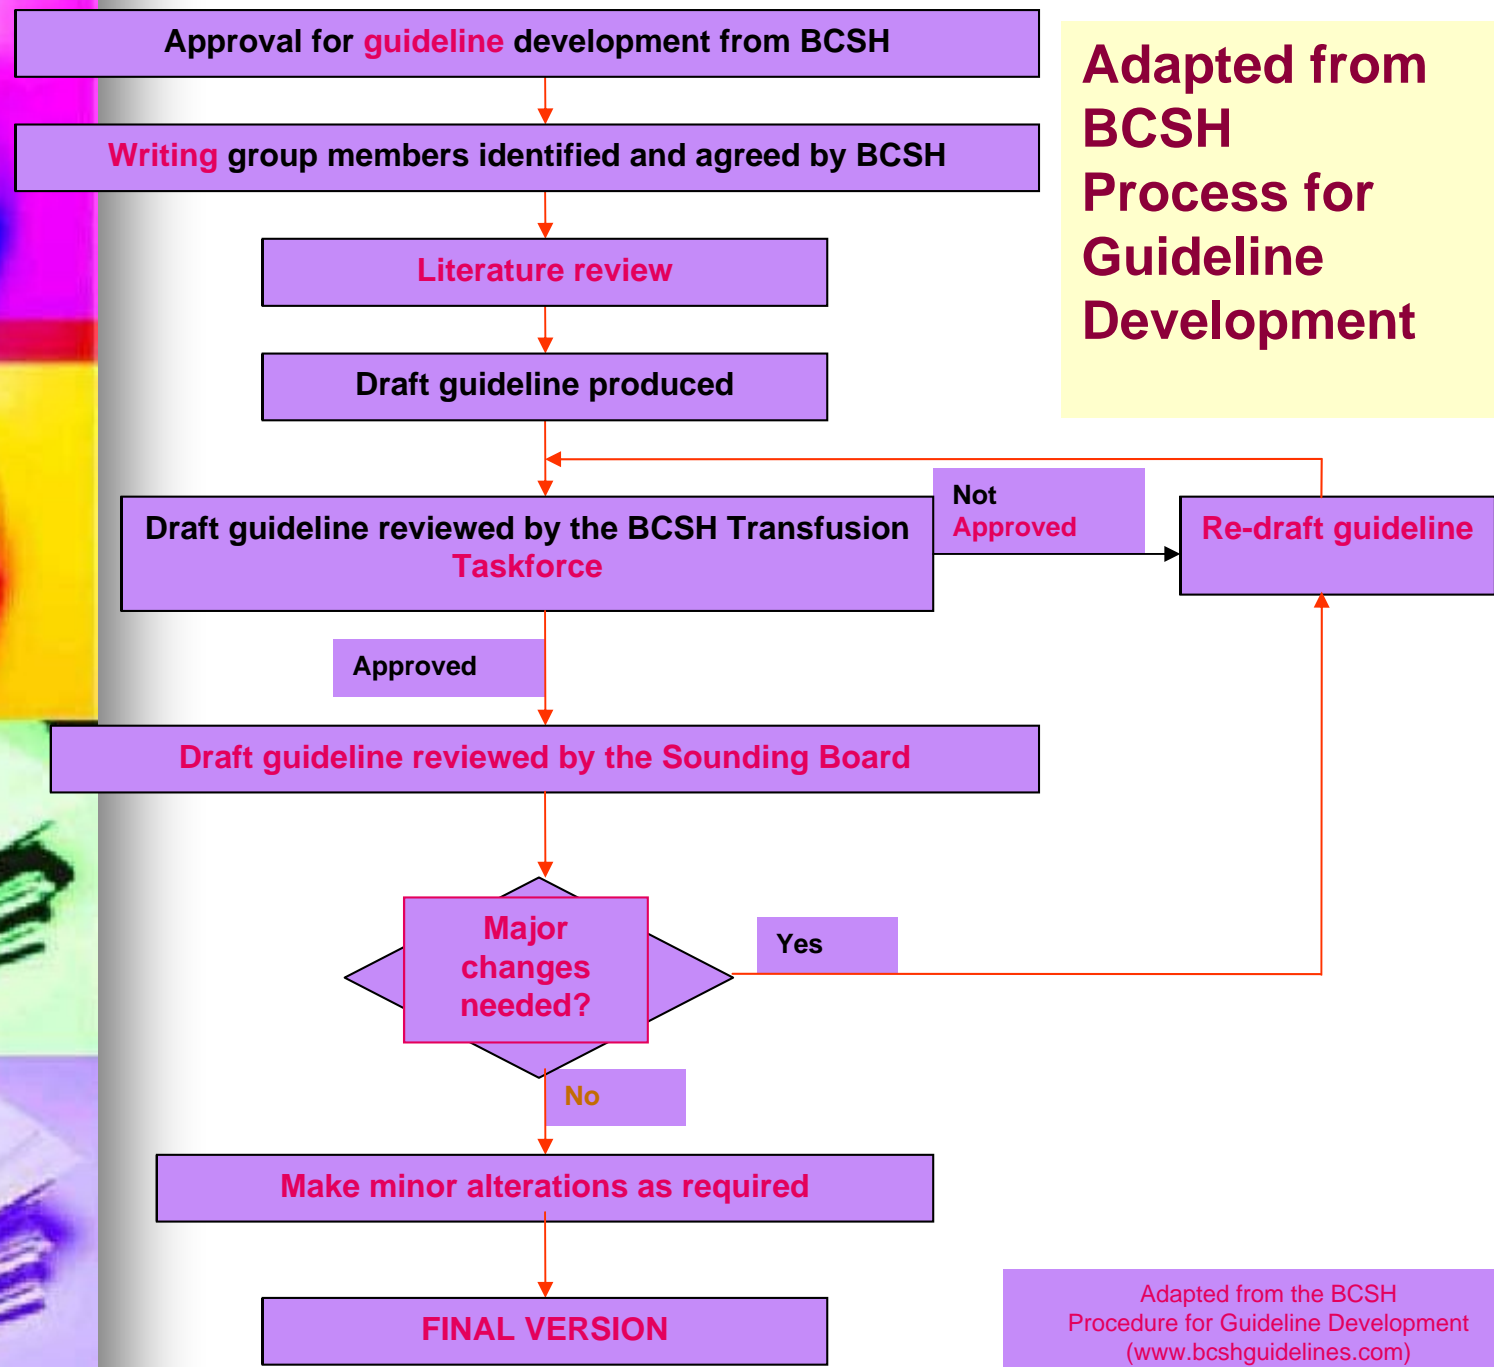 Approval for guideline development from BCSH
Adapted from
BCSH
Process for
Guideline
Development
Writing group members identified and agreed by BCSH
Literature review
Draft guideline produced
Draft guideline reviewed by the BCSH Transfusion
Taskforce
Not
Approved
Re-draft guideline
Approved
Draft guideline reviewed by the Sounding Board
Major
changes
needed?
Yes
No
Make minor alterations as required
FINAL VERSION
Adapted from the BCSH
Procedure for Guideline Development
(www.bcshguidelines.com)